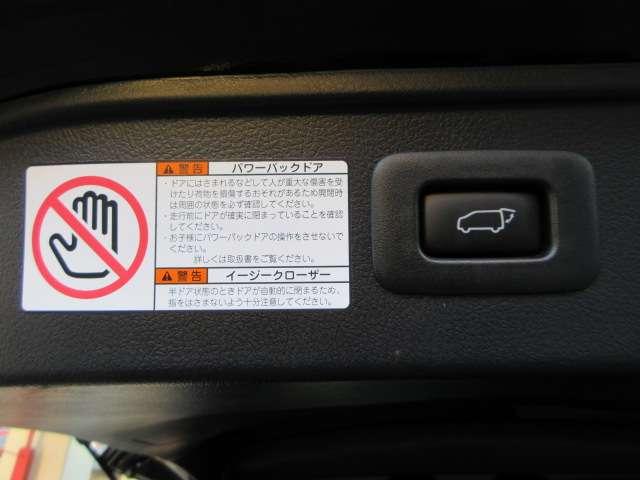 警告 パワーバックドア
・ドアにはさまれるなどして人が重大な傷害を受
けたり荷物を損傷するおそれがあるため開閉時
は周囲の状態を必ず確認してください。
・走行前にドアが確実に閉まっていることを確認
してください。
・お子様にパワーバックドアの操作をさせないで
ください。
詳しくは取扱書をご覧ください。
警告 イージークローザー
半ドア状態のときドアが自動的に閉まるため、
指をはさまないよう十分注意してください。